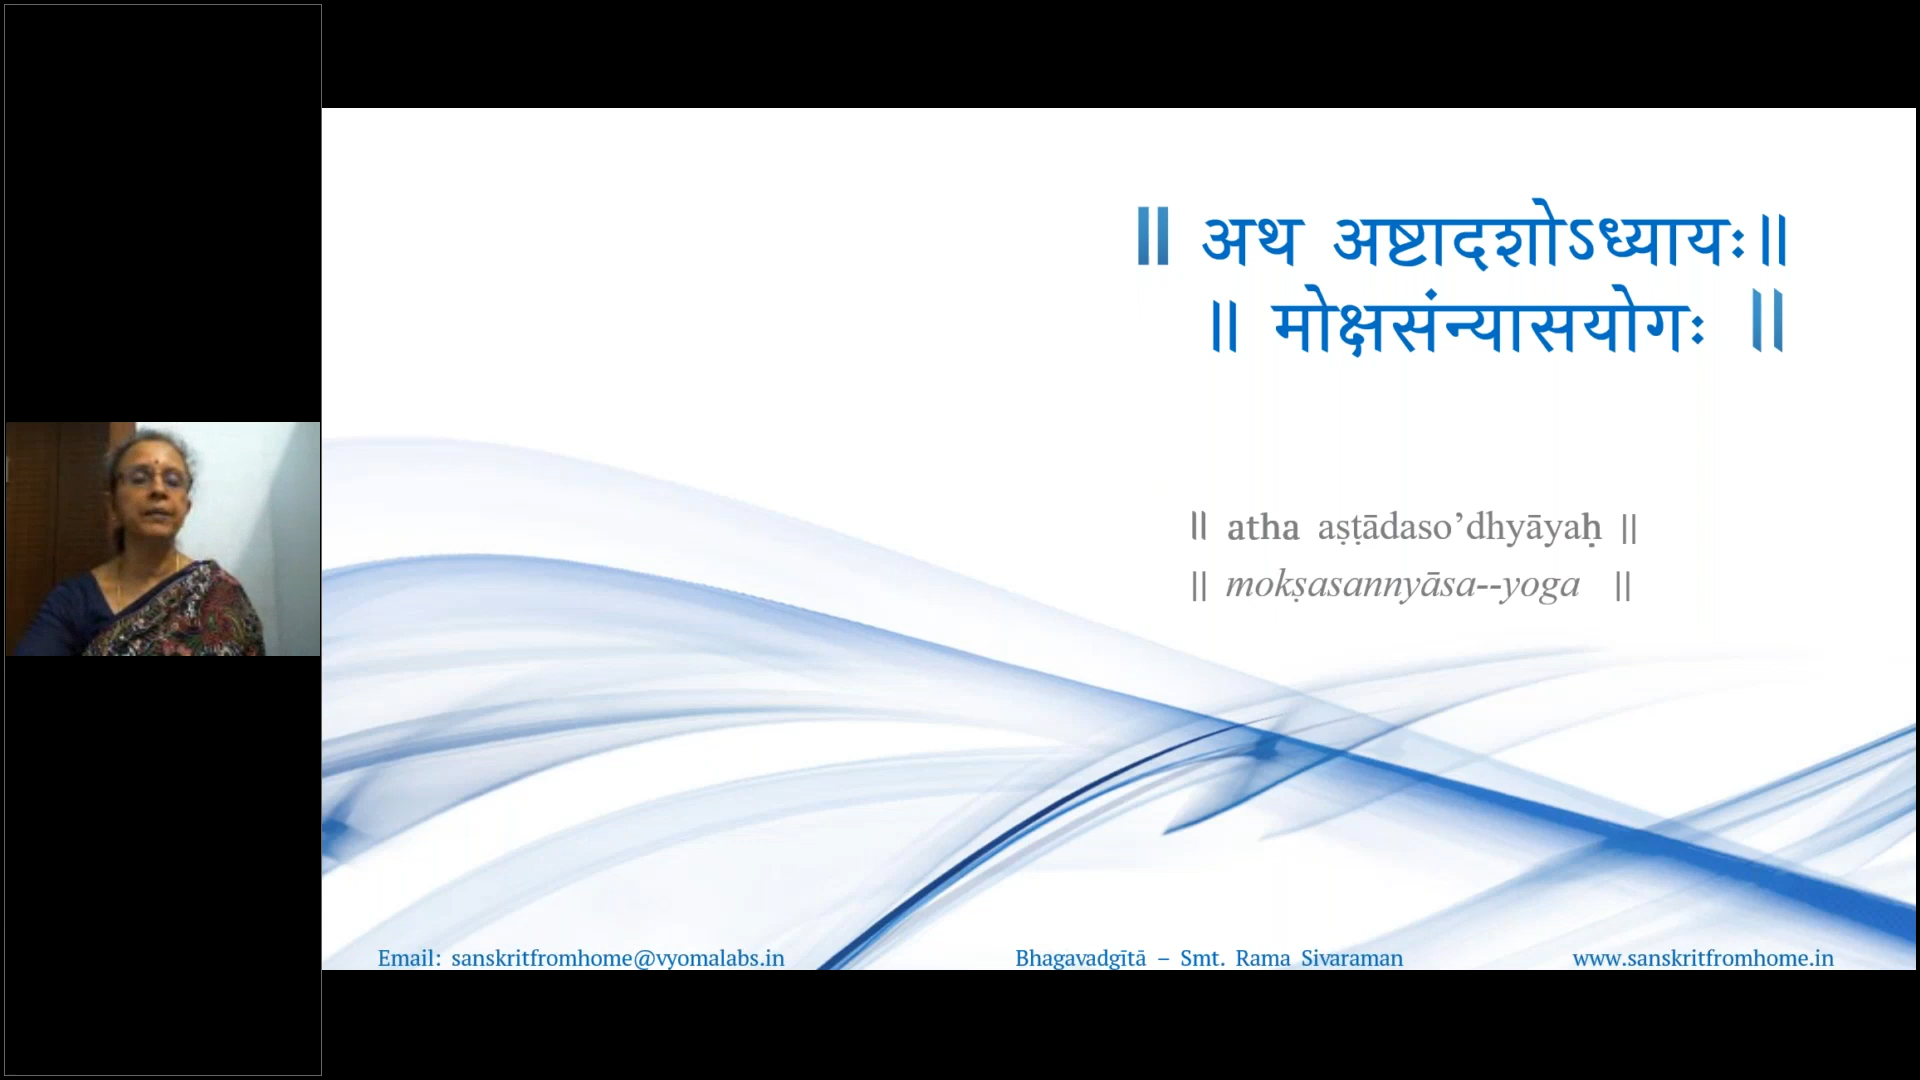 ॥ अथ अष्टादशोऽध्यायः॥
॥ मोक्षसंन्यासयोगः ॥
॥ atha aṣṭādaso’dhyāyaḥ ||
|| mokṣasannyāsa--yoga ||
Email: sanskritfromhome@vyomalabs.in
Bhagavadgītā – Smt. Rama Sivaraman
www.sanskritfromhome.in